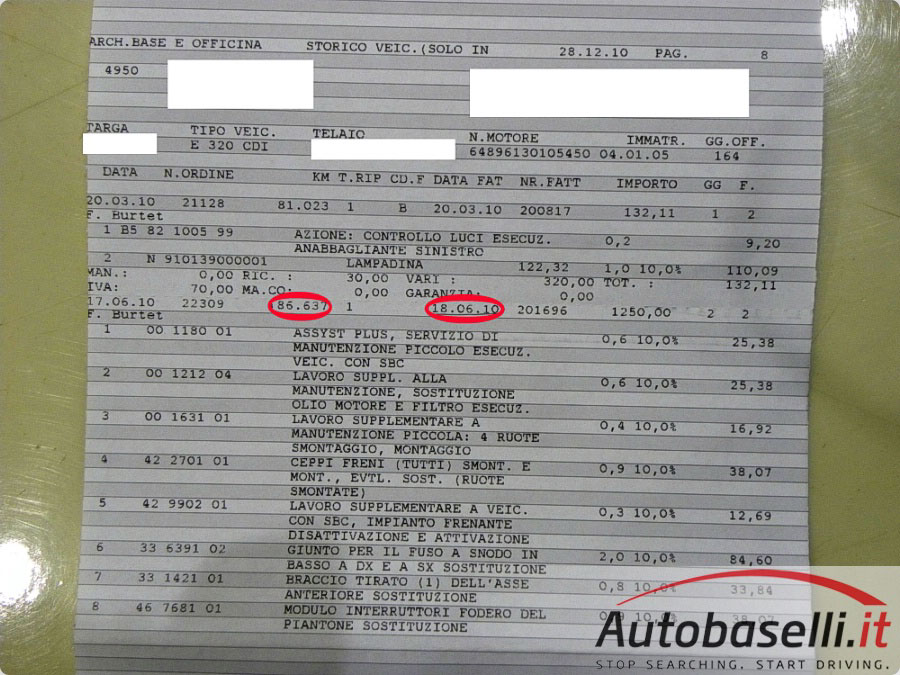 ARCH.BASE E OFFICINA STORICO VEIC.(SOLO IN 28.12.10 PAG. 8
4950
TARGA TIPO VEIC. TELAIO N.MOTORE IMMATR. GG.OFF.
E 320 CDI 64896130105450 04.01.05 164
DATA N.ORDINE KM T.RIP CD.F DATA FAT NR.FATT IMPORTO GG F.
20.03.10 21128 81.023 1 B 20.03.10 200817 132,11 1 2
F. Burtet
1 B5 82 1005 99 AZIONE: CONTROLLO LUCI ESECUZ. 0,2 9,20
ANABBAGLIANTE SINISTRO
2 N 910139000001 LAMPADINA 122,32 1,0 10,0% 110,09
MAN.: 0,00 RIC. : 30,00 VARI : 320,00 TOT. : 132,11
IVA: 70,00 MA.CO: 0,00 GARANZIA: 0,00
17.06.10 22309 86.637 1 18.06.10 201696 1250,00 2 2
F. Burtet
1 00 1180 01 ASSYST PLUS, SERVIZIO DI 0,6 10,0% 25,38
MANUTENZIONE PICCOLO ESECUZ.
VEIC. CON SBC
2 00 1212 04 LAVORO SUPPL. ALLA 0,6 10,0% 25,38
MANUTENZIONE, SOSTITUZIONE
OLIO MOTORE E FILTRO ESECUZ.
3 00 1631 01 LAVORO SUPPLEMENTARE A 0,4 10,0% 16,92
MANUTENZIONE PICCOLA: 4 RUOTE
SMONTAGGIO, MONTAGGIO
4 42 2701 01 CEPPI FRENI (TUTTI) SMONT. E 0,9 10,0% 38,07
MONT., EVTL. SOST. (RUOTE
SMONTATE)
5 42 9902 01 LAVORO SUPPLEMENTARE A VEIC. 0,3 10,0% 12,69
CON SBC, IMPIANTO FRENANTE
DISATTIVAZIONE E ATTIVAZIONE
6 33 6391 02 GIUNTO PER IL FUSO A SNODO IN 2,0 10,0% 84,60
BASSO A DX E A SX SOSTITUZIONE
7 33 1421 01 BRACCIO TIRATO (1) DELL'ASSE 0,8 10,0% 33,84
ANTERIORE SOSTITUZIONE
8 46 7681 01 MODULO INTERRUTTORI FODERO DEL
PIANTONE SOSTITUZIONE
Autobaselli.it
STOP SEARCHING. START DRIVING.